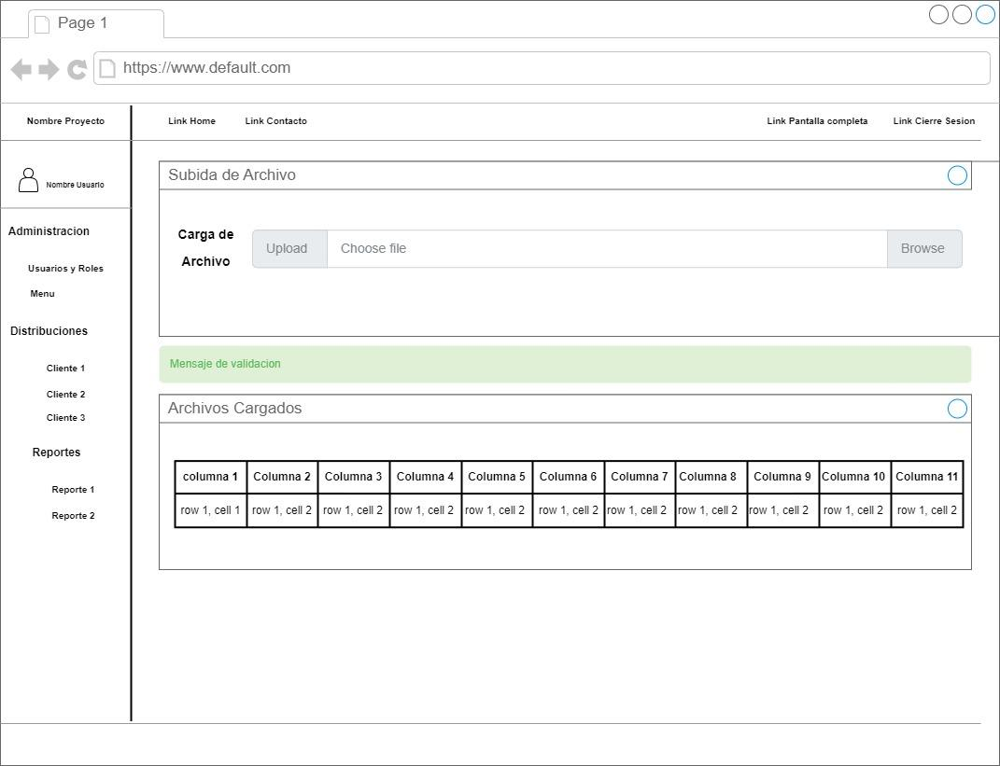 Page 1
https://www.default.com
Nombre Proyecto
Link Home
Link Contacto
Link Pantalla completa
Link Cierre Sesion
Nombre Usuario
Administracion
Usuarios y Roles
Menu
Distribuciones
Cliente 1
Cliente 2
Cliente 3
Reportes
Reporte 1
Reporte 2
Subida de Archivo
Carga de
Archivo
Upload
Choose file
Browse
Mensaje de validacion
Archivos Cargados
columna 1 Columna 2 Columna 3 Columna 4 Columna 5 Columna 6 Columna 7 Columna 8 Columna 9 Columna 10 Columna 11
row 1, cell 1 row 1, cell 2 row 1, cell 2 row 1, cell 2 row 1, cell 2 row 1, cell 2 row 1, cell 2 row 1, cell 2 row 1, cell 2 row 1, cell 2 row 1, cell 2